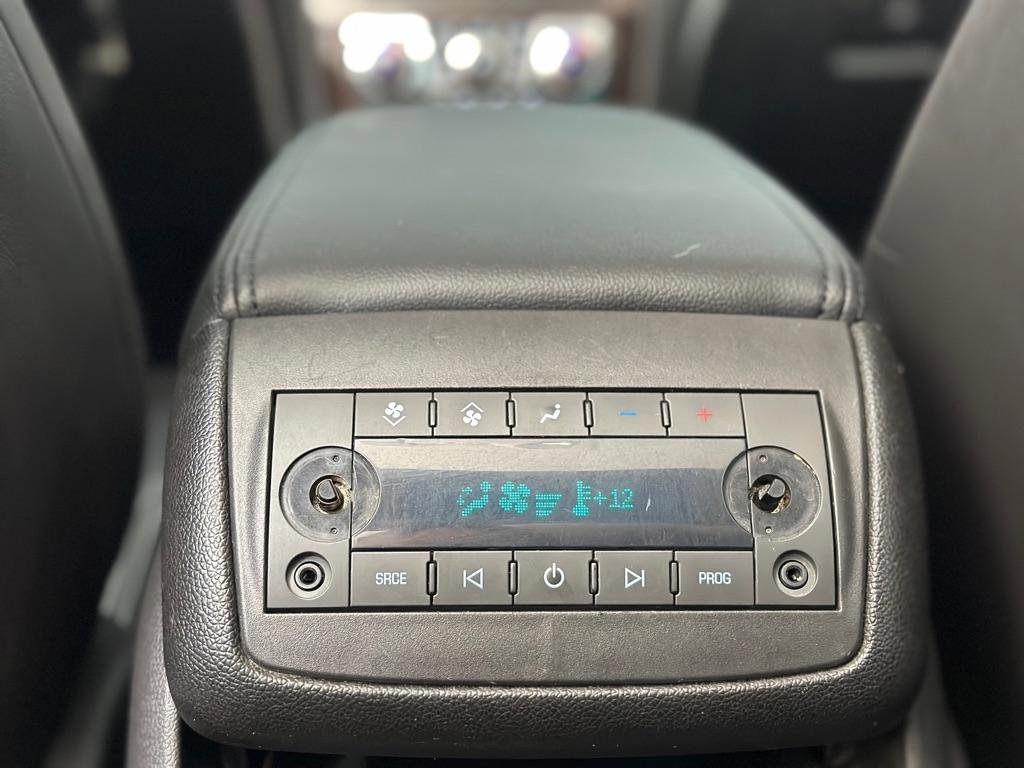 - +
+12
SRCE PROG